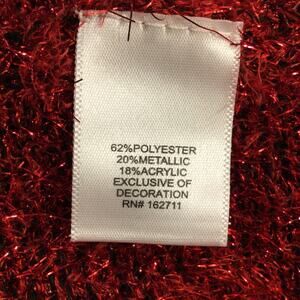 62%POLYESTER
20%METALLIC
18%ACRYLIC
EXCLUSIVE OF
DECORATION
RN# 162711